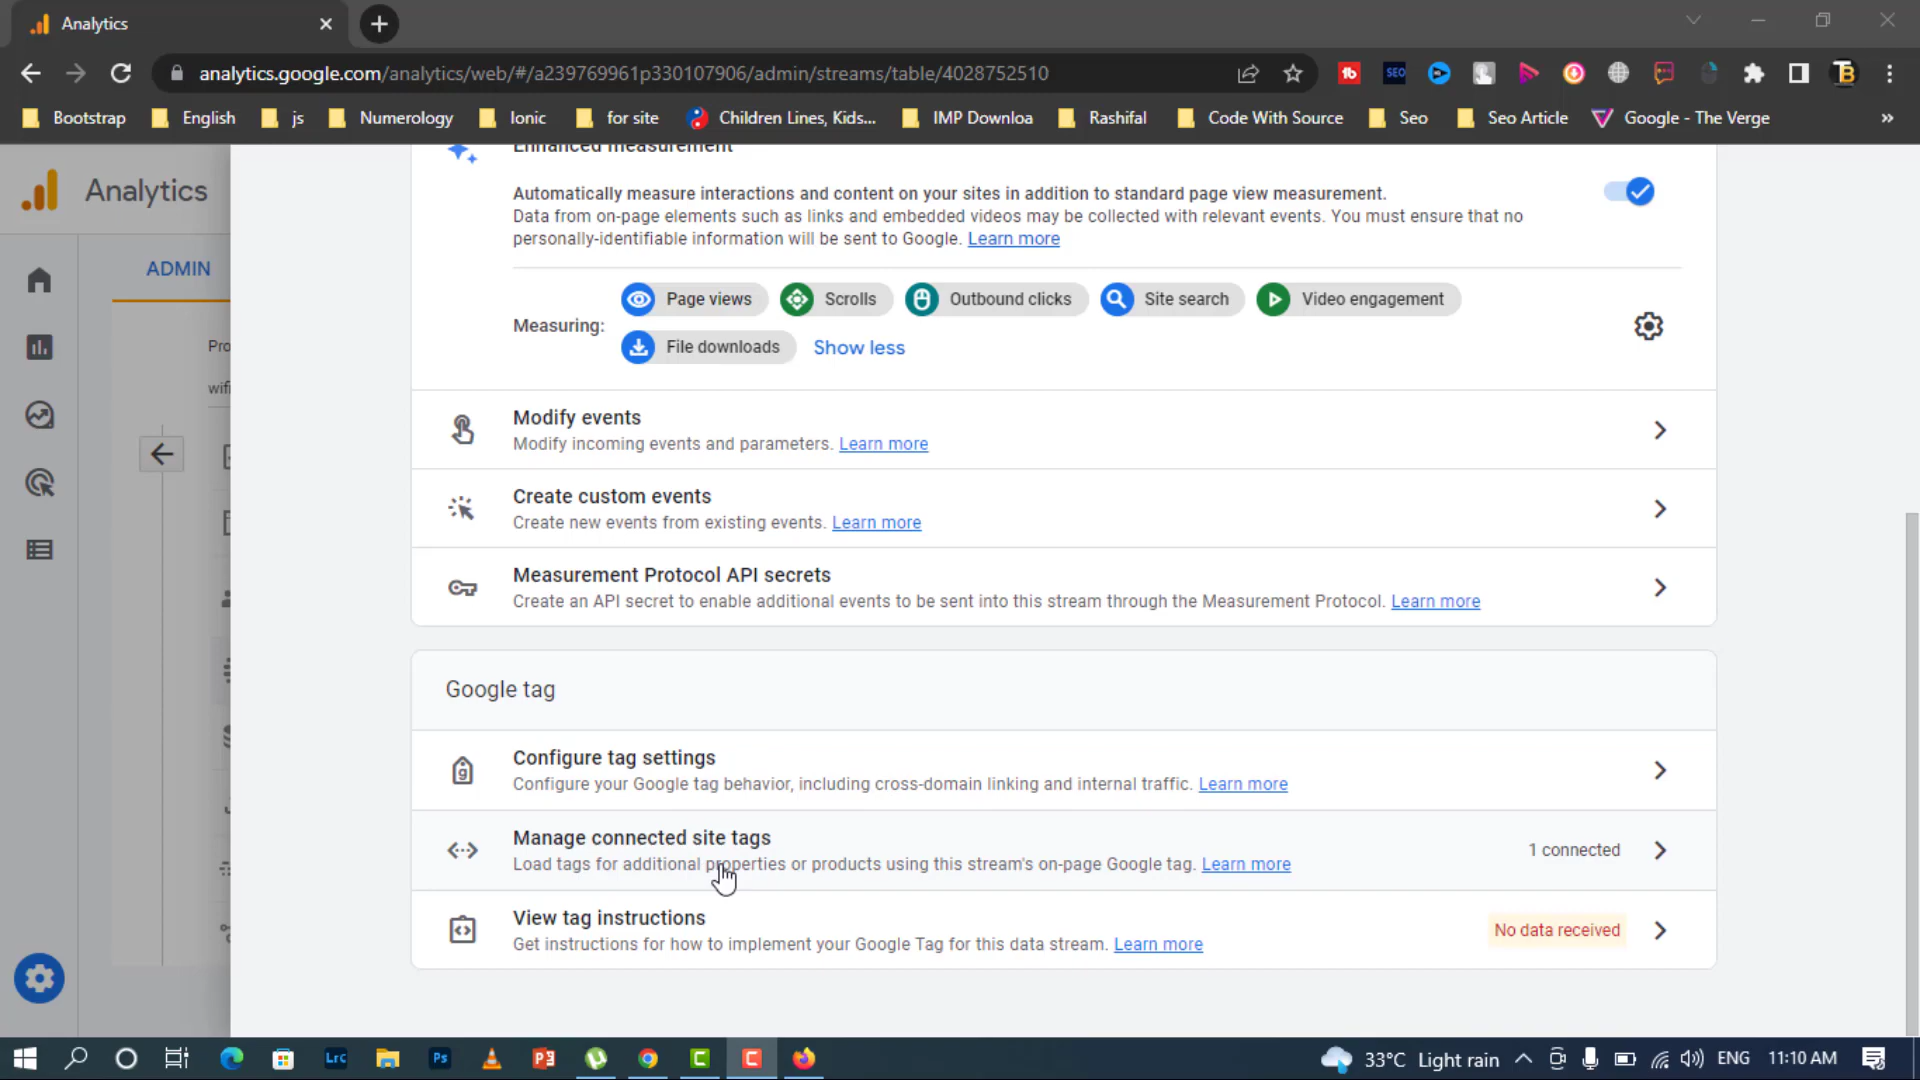 Analytics
analytics.google.com/analytics/web/#/a239769961p330107906/admin/streams/table/4028752510
SEO
Bootstrap
English
js
Numerology
Ionic
for site
Children Lines, Kids...
IMP Downloa
Rashifal
Code With Source
Seo
Seo Article
Google - The Verge
»
Analytics
ADMIN
Pro
wifi
Enhanced measurement
Automatically measure interactions and content on your sites in addition to standard page view measurement.
Data from on-page elements such as links and embedded videos may be collected with relevant events. You must ensure that no
personally-identifiable information will be sent to Google. Learn more
Measuring:
Page views
Scrolls
Outbound clicks
Site search
Video engagement
File downloads
Show less
Modify events
Modify incoming events and parameters. Learn more
Create custom events
Create new events from existing events. Learn more
Measurement Protocol API secrets
Create an API secret to enable additional events to be sent into this stream through the Measurement Protocol. Learn more
Google tag
Configure tag settings
Configure your Google tag behavior, including cross-domain linking and internal traffic. Learn more
Manage connected site tags
Load tags for additional properties or products using this stream's on-page Google tag. Learn more
1 connected
View tag instructions
Get instructions for how to implement your Google Tag for this data stream. Learn more
No data received
Lrc
Ps
33°C Light rain
ENG
11:10 AM